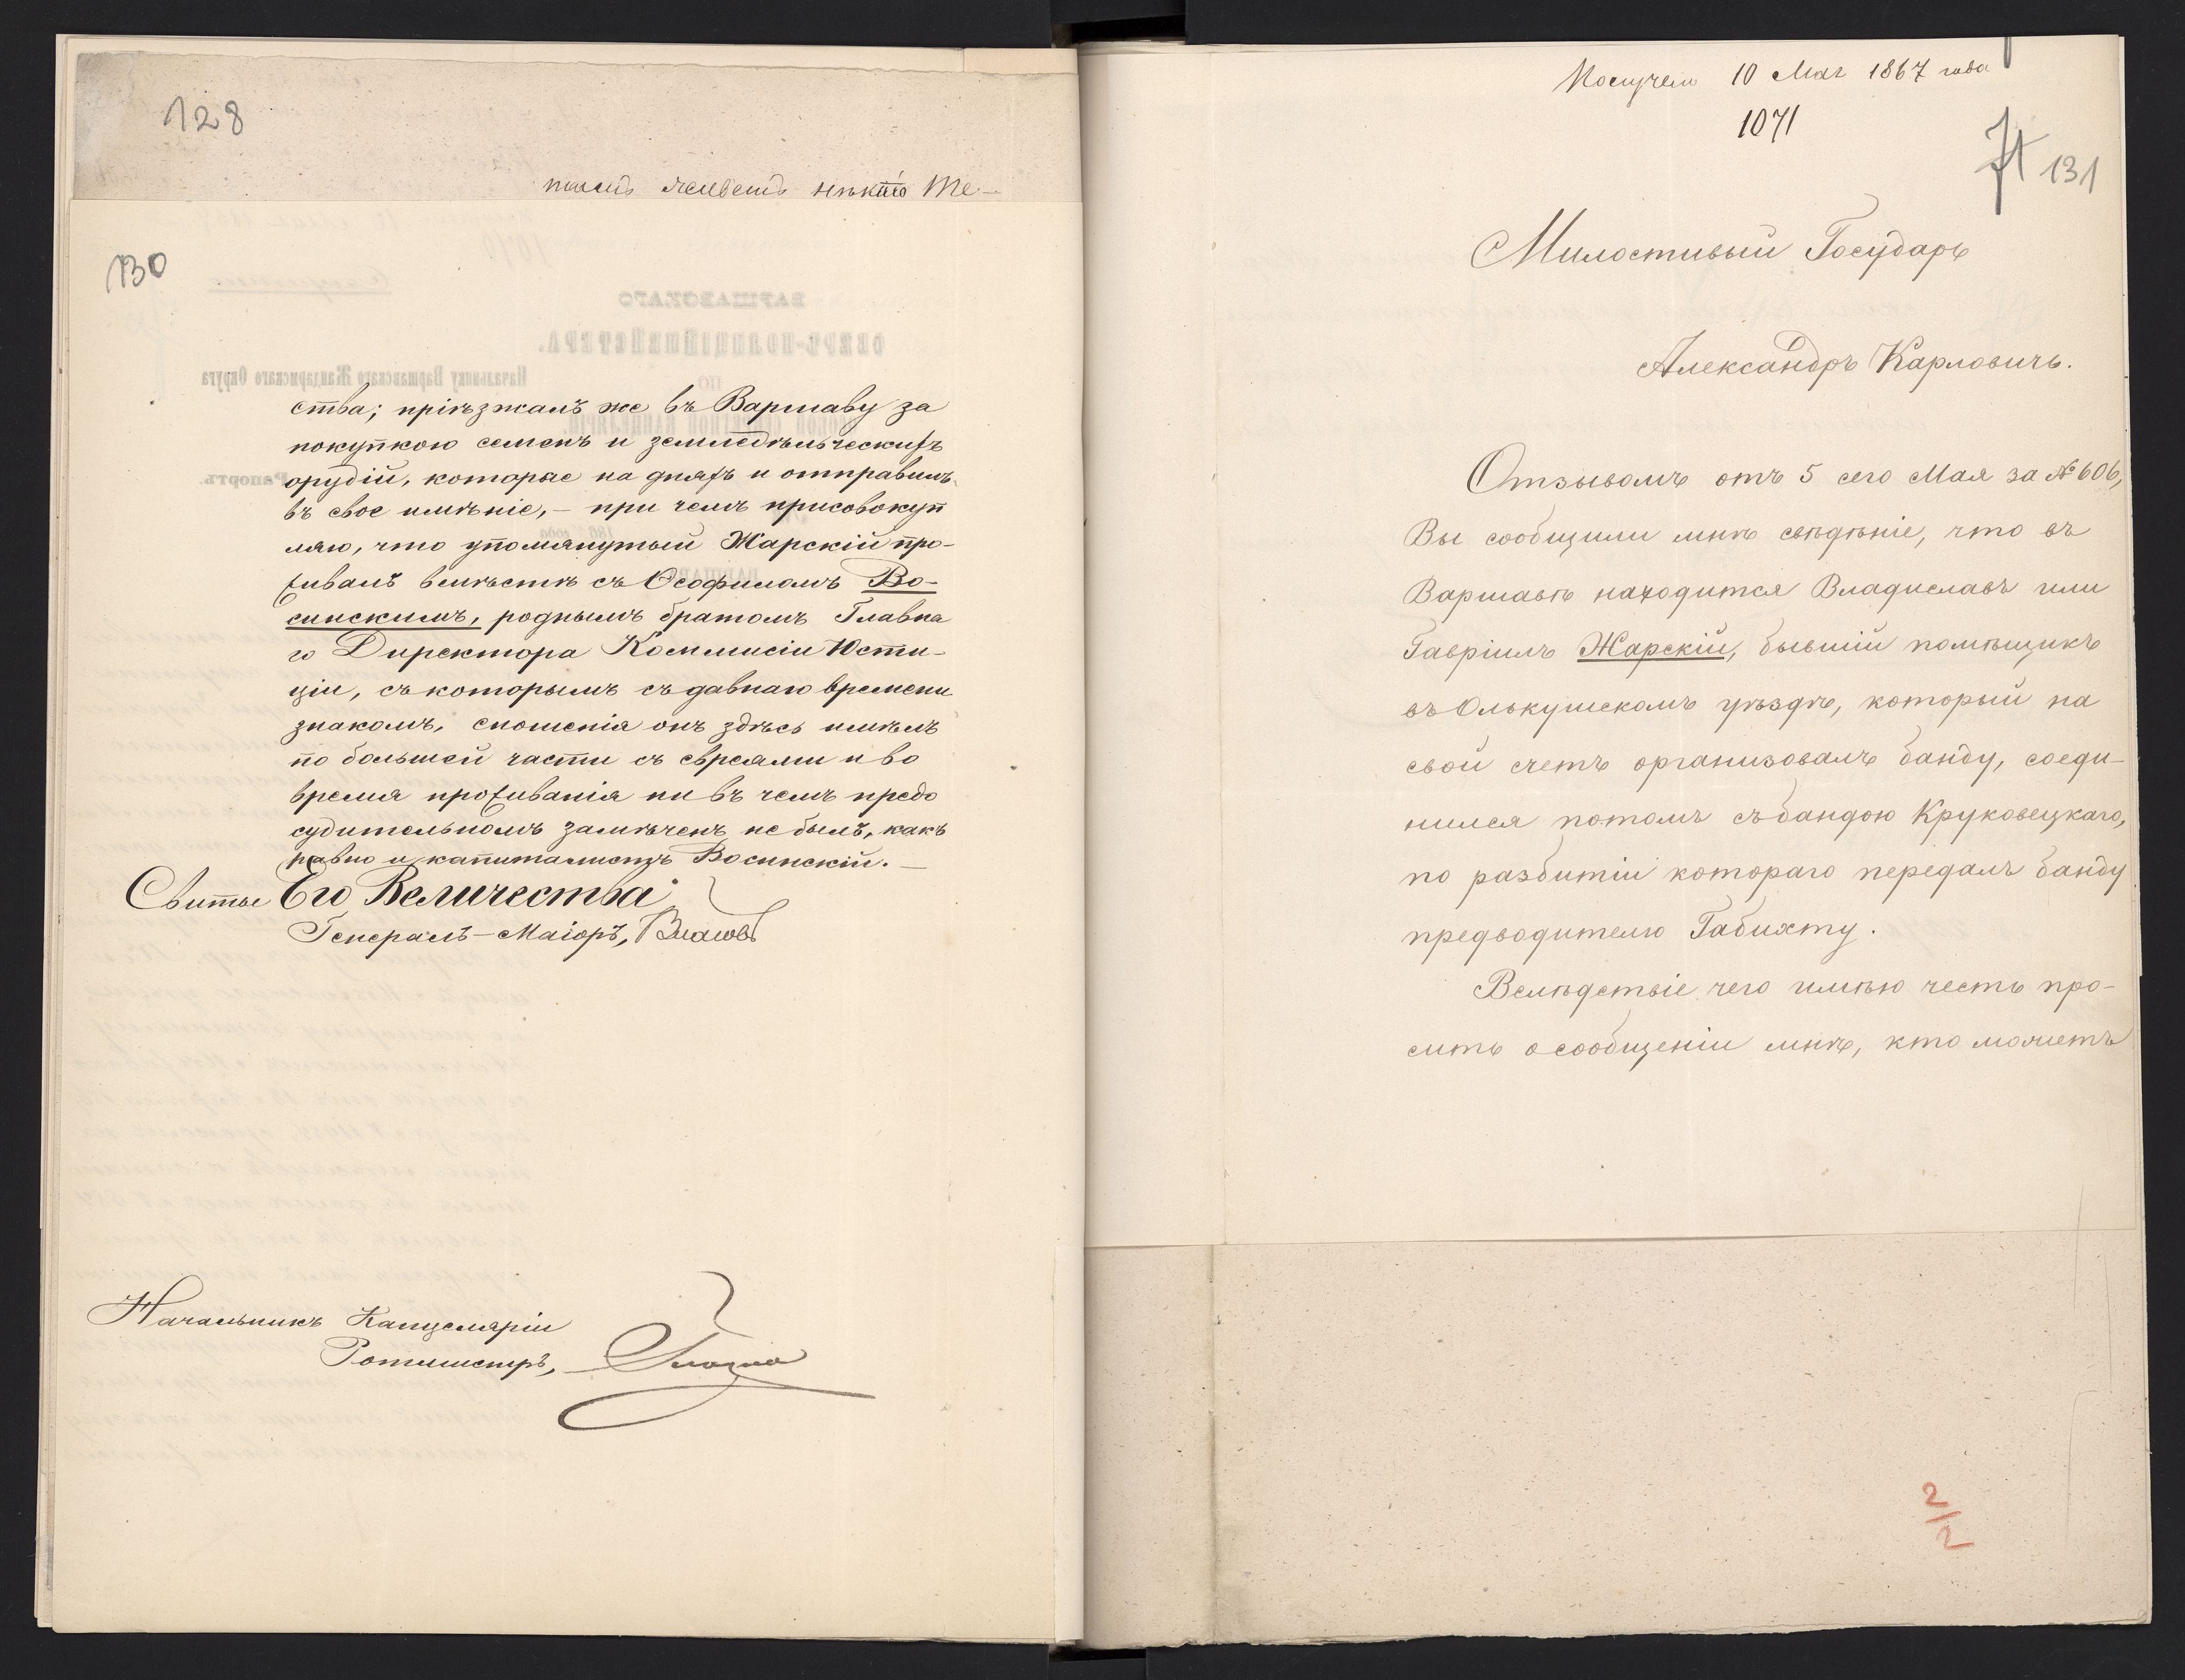 128
живетъ нѣкто Те-
130
ства; пріѣзжалъ же въ Варшаву за
покупкою семенъ и земледѣльческихъ
орудій, которые на дняхъ и отправилъ
въ свое имѣніе, – при чемъ присовокуп
ляю, что упомянутый Жарскій про-
живалъ вмѣстѣ съ Ѳеофиломъ Во-
синскимъ, роднымъ братомъ Главна
го Директора Коммисіи Юсти-
ціи, съ которымъ съ давнаго времени
знакомъ, сношенія онъ здѣсь имѣлъ
по большей части съ евреями и во
время проживанія ни въ чемъ предо
судительномъ замѣченъ не былъ, какъ
равно и капиталистъ Восинскій. –
Свиты Его Величества
Генералъ-Маіоръ, Власовъ
Начальникъ Канцеляріи
Ротмистръ,
Получено 10 Мая 1867 года
1071
71 131
Милостивый Государь
Александръ Карловичъ.
Отзывомъ отъ 5 сего Мая за № 606,
Вы сообщили мнѣ свѣдѣніе, что въ
Варшавѣ находится Владиславъ или
Гавріилъ Жарскій, бывшій помѣщикъ
въ Олькушскомъ уѣздѣ, который на
свой счетъ организовалъ банду, соеди-
нился потомъ съ бандою Круковецкаго,
по разбитіи котораго передалъ банду
предводителю Габихту.
Вслѣдствіе чего имѣю честь про-
сить о сообщеніи мнѣ, кто можетъ
2/2